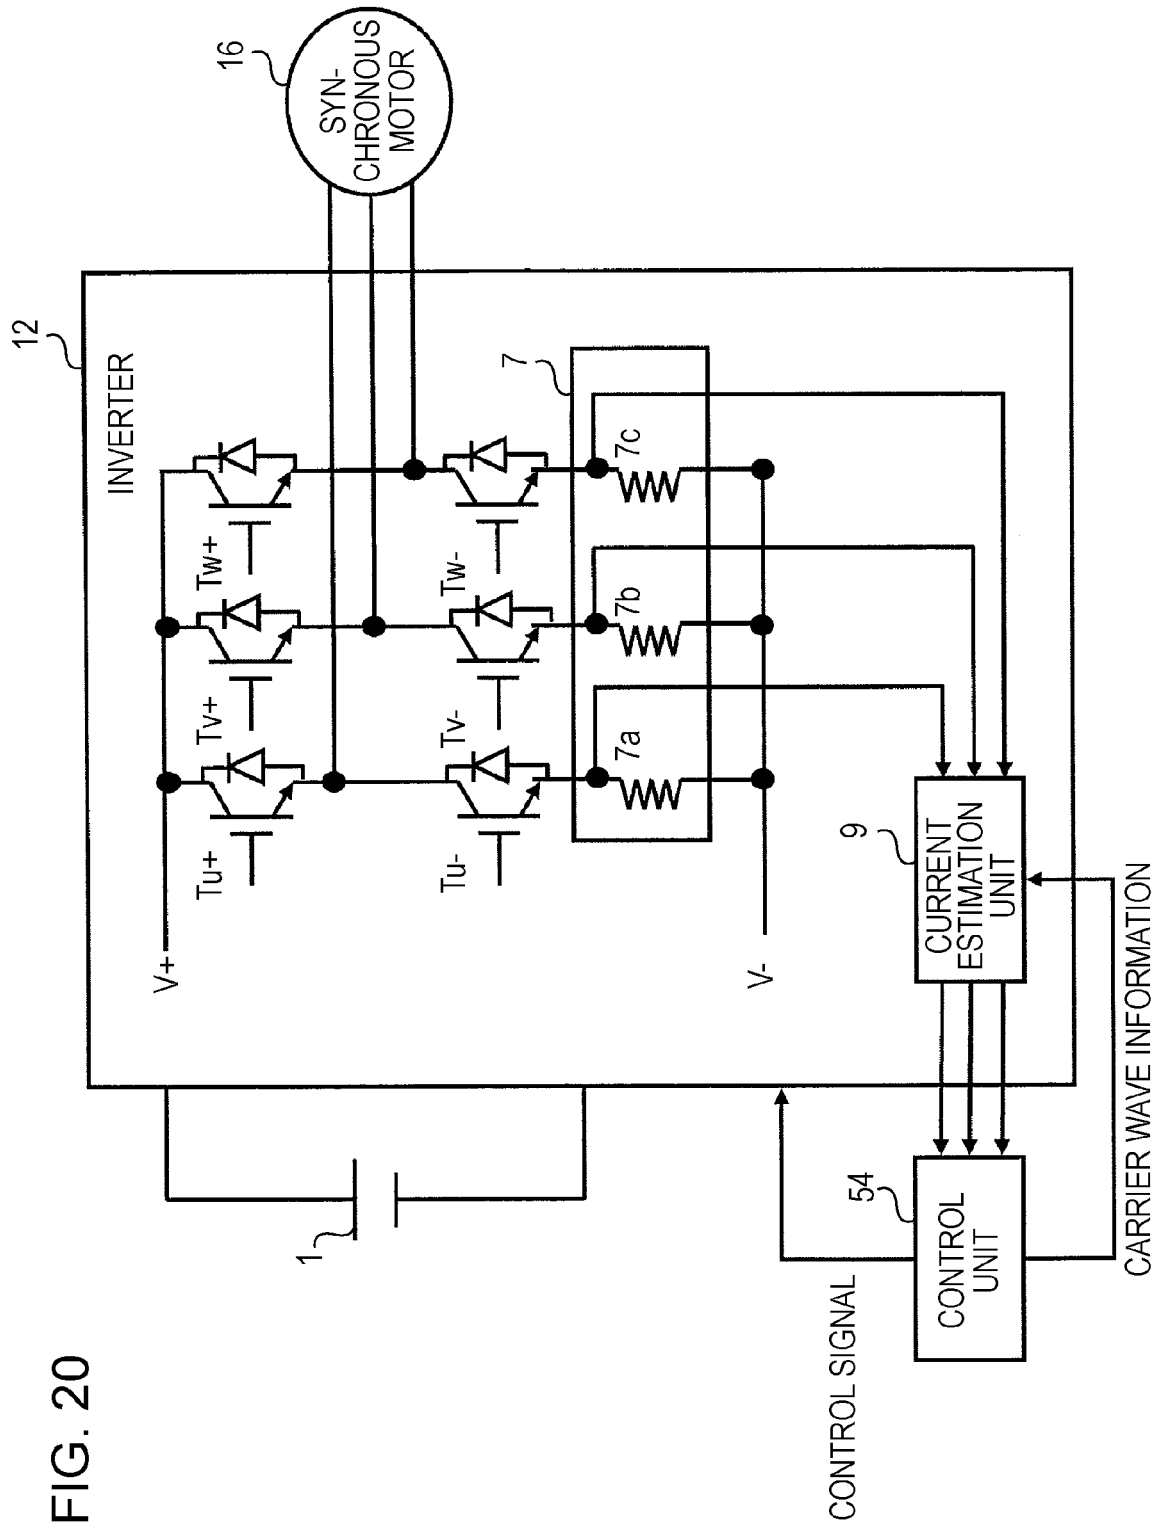 FIG. 20
12
INVERTER
16
SYN-
CHRONOUS
MOTOR
V+
Tu+
Tv+
Tw+
Tu-
Tv-
Tw-
7
7a
7b
7c
V-
1
9
CURRENT
ESTIMATION
UNIT
54
CONTROL
UNIT
CONTROL SIGNAL
CARRIER WAVE INFORMATION